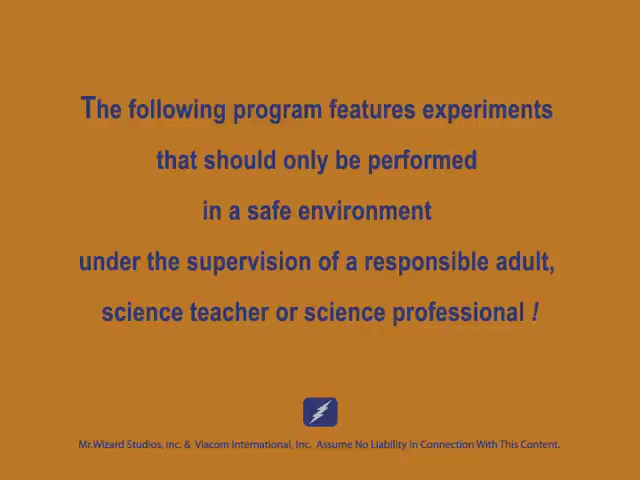 The following program features experiments
that should only be performed
in a safe environment
under the supervision of a responsible adult,
science teacher or science professional !
Mr.Wizard Studios, inc. & Viacom International, Inc. Assume No Liability in Connection With This Content.